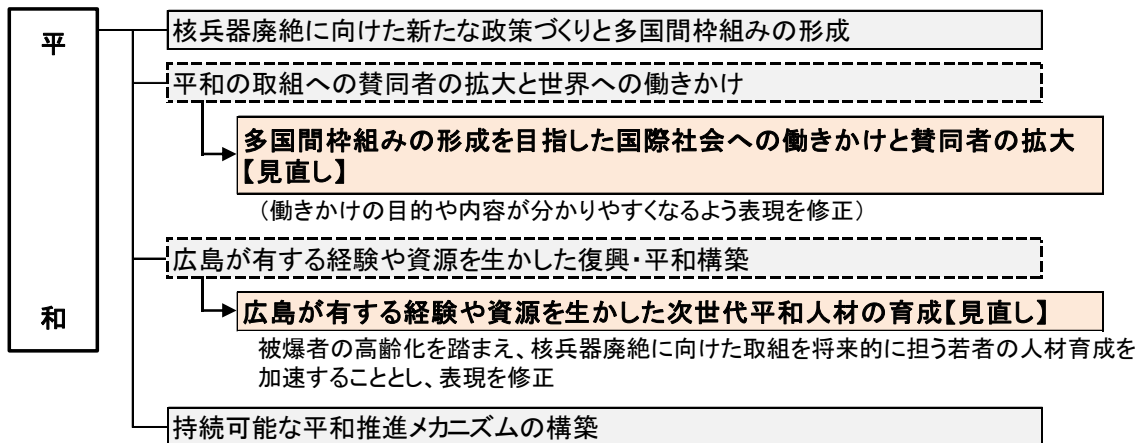 平
和
核兵器廃絶に向けた新たな政策づくりと多国間枠組みの形成
平和の取組への賛同者の拡大と世界への働きかけ
多国間枠組みの形成を目指した国際社会への働きかけと賛同者の拡大
【見直し】
（働きかけの目的や内容が分かりやすくなるよう表現を修正）
広島が有する経験や資源を生かした復興・平和構築
広島が有する経験や資源を生かした次世代平和人材の育成【見直し】
被爆者の高齢化を踏まえ、核兵器廃絶に向けた取組を将来的に担う若者の人材育成を
加速することとし、表現を修正
持続可能な平和推進メカニズムの構築